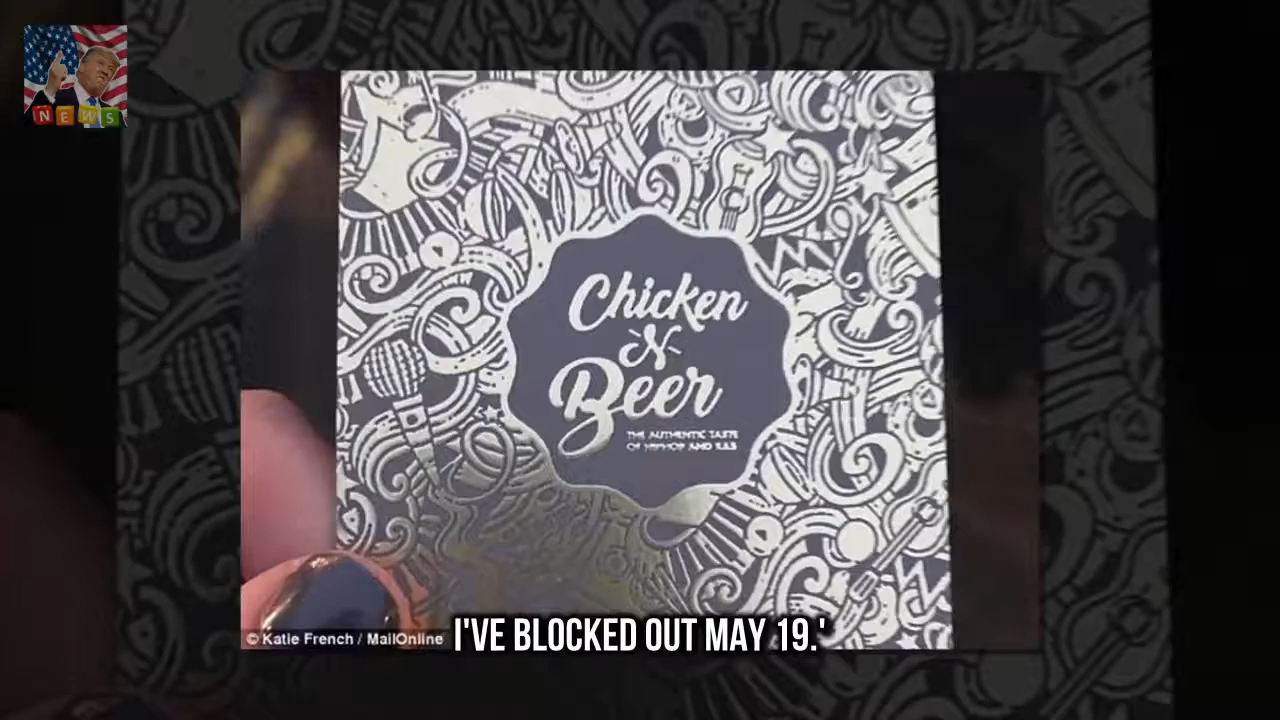 NEWS
Chicken
N
Beer
THE AUTHENTIC TASTE
OF HIPHOP AND R&B
© Katie French / MailOnline
I'VE BLOCKED OUT MAY 19.'